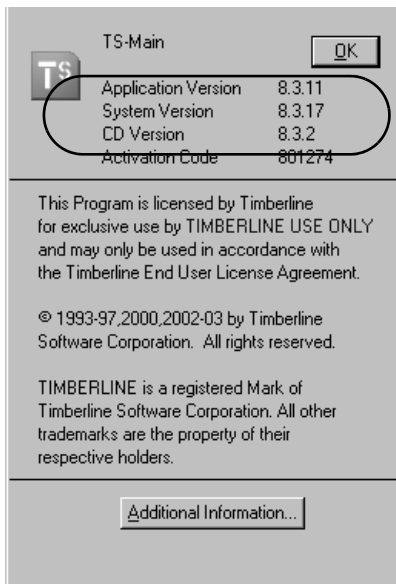 TS-Main
OK
TS
Application Version 8.3.11
System Version 8.3.17
CD Version 8.3.2
Activation Code 801274
This Program is licensed by Timberline
for exclusive use by TIMBERLINE USE ONLY
and may only be used in accordance with
the Timberline End User License Agreement.
© 1993-97,2000,2002-03 by Timberline
Software Corporation. All rights reserved.
TIMBERLINE is a registered Mark of
Timberline Software Corporation. All other
trademarks are the property of their
respective holders.
Additional Information...